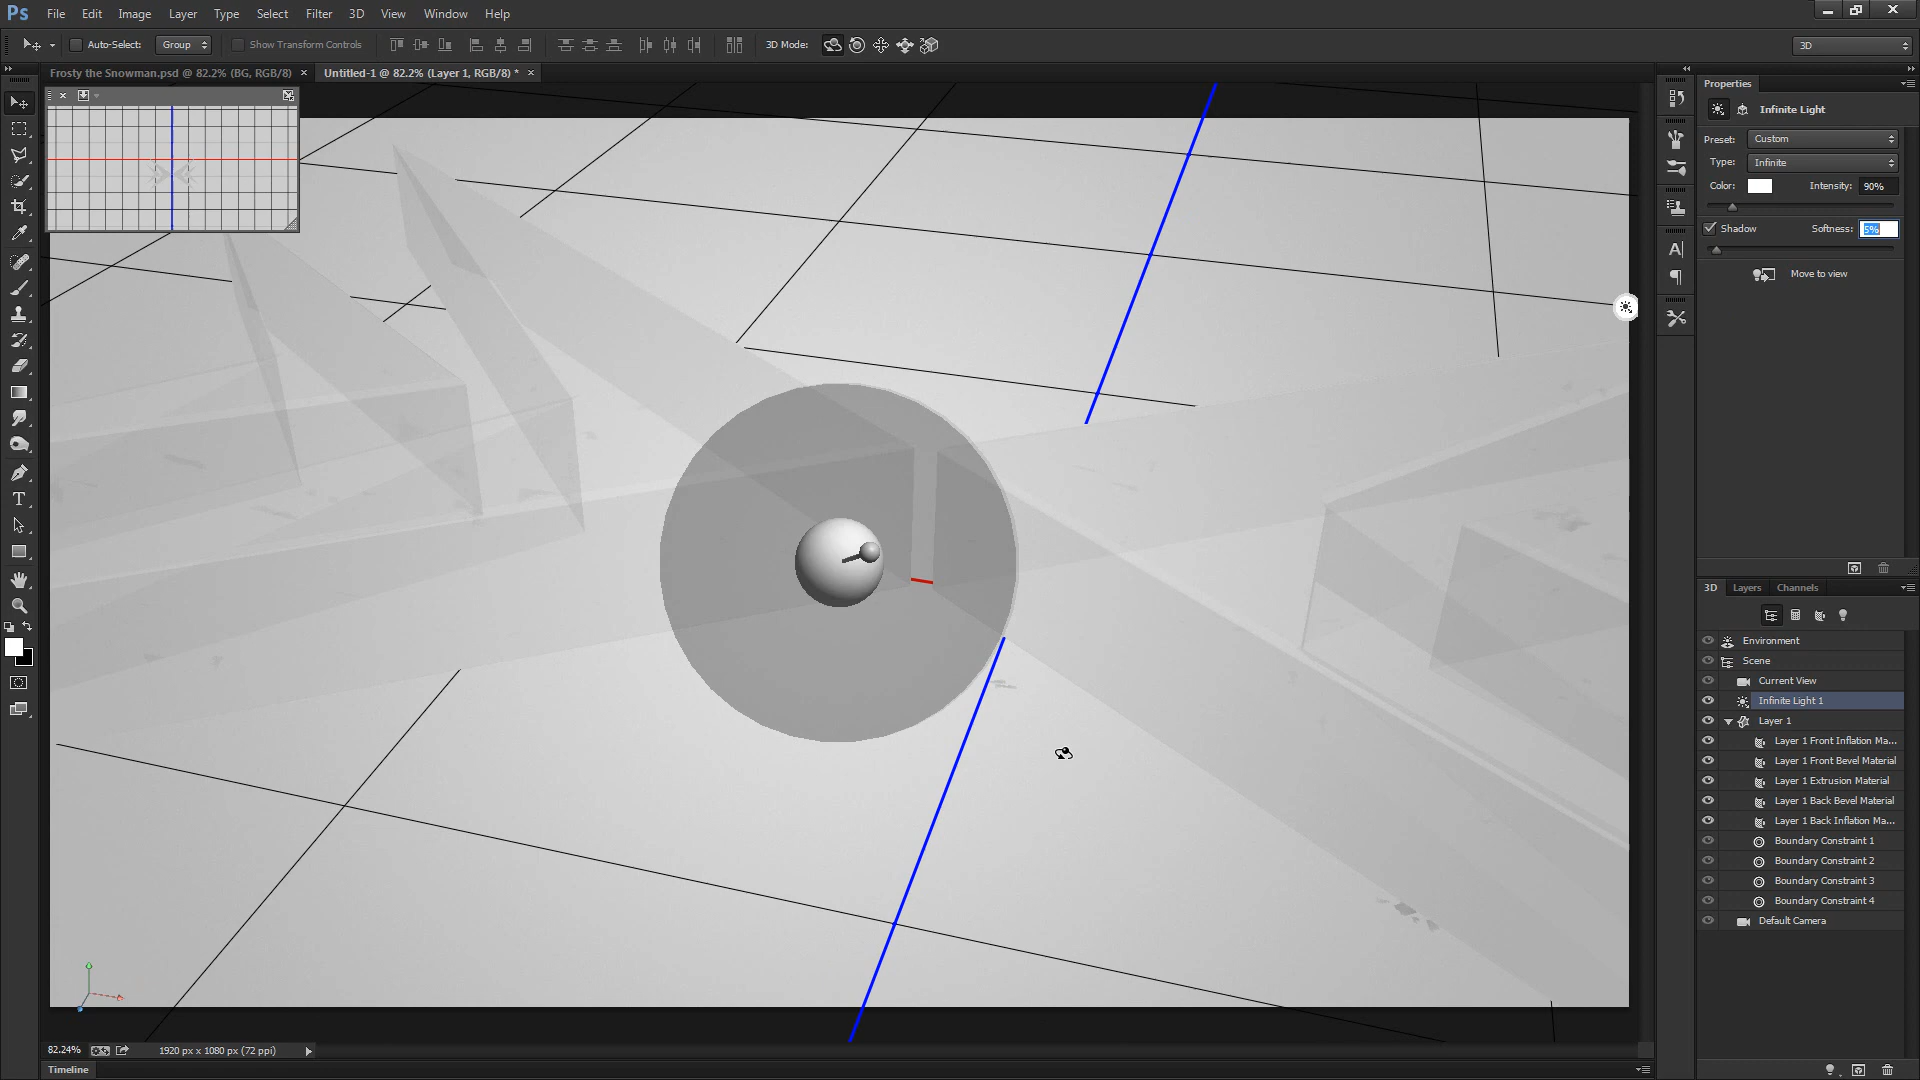 Ps File Edit Image Layer Type Select Filter 3D View Window Help
Auto-Select: Group Show Transform Controls 3D Mode: 3D
Frosty the Snowman.psd @ 82.2% (BG, RGB/8) × Untitled-1 @ 82.2% (Layer 1, RGB/8) * ×
Properties
Infinite Light
Preset: Custom
Type: Infinite
Color: Intensity: 90%
Shadow Softness: 5%
Move to view
3D Layers Channels
Environment
Scene
Current View
Infinite Light 1
Layer 1
Layer 1 Front Inflation Ma...
Layer 1 Front Bevel Material
Layer 1 Extrusion Material
Layer 1 Back Bevel Material
Layer 1 Back Inflation Ma...
Boundary Constraint 1
Boundary Constraint 2
Boundary Constraint 3
Boundary Constraint 4
Default Camera
82.24% 1920 px x 1080 px (72 ppi)
Timeline